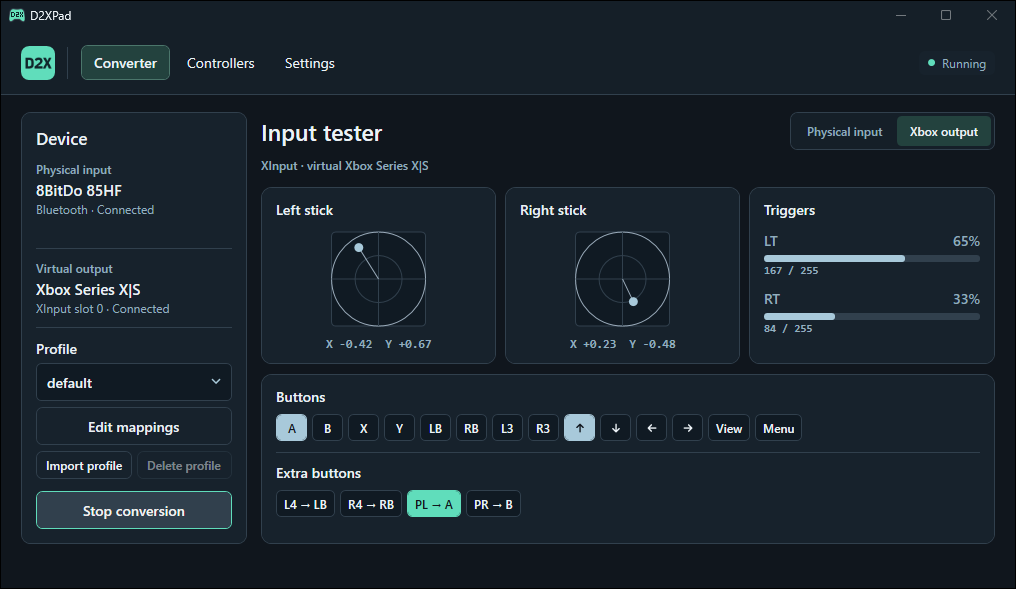 D2X D2XPad
D2X Converter Controllers Settings Running
Device
Physical input
8BitDo 85HF
Bluetooth · Connected
Virtual output
Xbox Series X|S
XInput slot 0 · Connected
Profile
default
Edit mappings
Import profile Delete profile
Stop conversion
Input tester
Physical input Xbox output
XInput · virtual Xbox Series X|S
Left stick
X -0.42 Y +0.67
Right stick
X +0.23 Y -0.48
Triggers
LT 65%
167 / 255
RT 33%
84 / 255
Buttons
A B X Y LB RB L3 R3 ↑ ↓ ← → View Menu
Extra buttons
L4 → LB R4 → RB PL → A PR → B